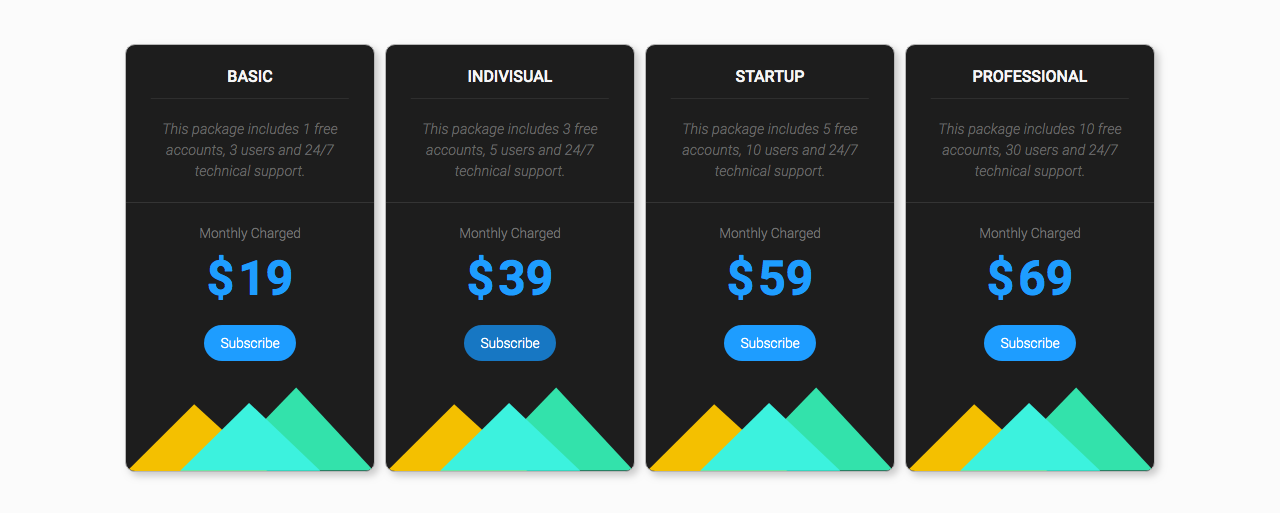 BASIC
This package includes 1 free
accounts, 3 users and 24/7
technical support.
Monthly Charged
$19
Subscribe
INDIVISUAL
This package includes 3 free
accounts, 5 users and 24/7
technical support.
Monthly Charged
$39
Subscribe
STARTUP
This package includes 5 free
accounts, 10 users and 24/7
technical support.
Monthly Charged
$59
Subscribe
PROFESSIONAL
This package includes 10 free
accounts, 30 users and 24/7
technical support.
Monthly Charged
$69
Subscribe